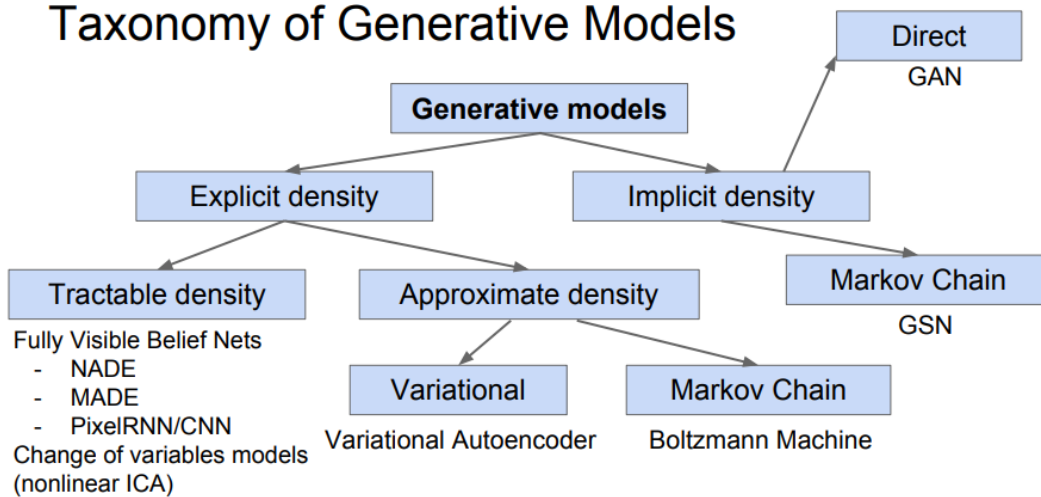 Taxonomy of Generative Models
Direct
GAN
Generative models
Explicit density
Implicit density
Tractable density
Approximate density
Markov Chain
GSN
Fully Visible Belief Nets
- NADE
- MADE
- PixelRNN/CNN
Change of variables models
(nonlinear ICA)
Variational
Variational Autoencoder
Markov Chain
Boltzmann Machine